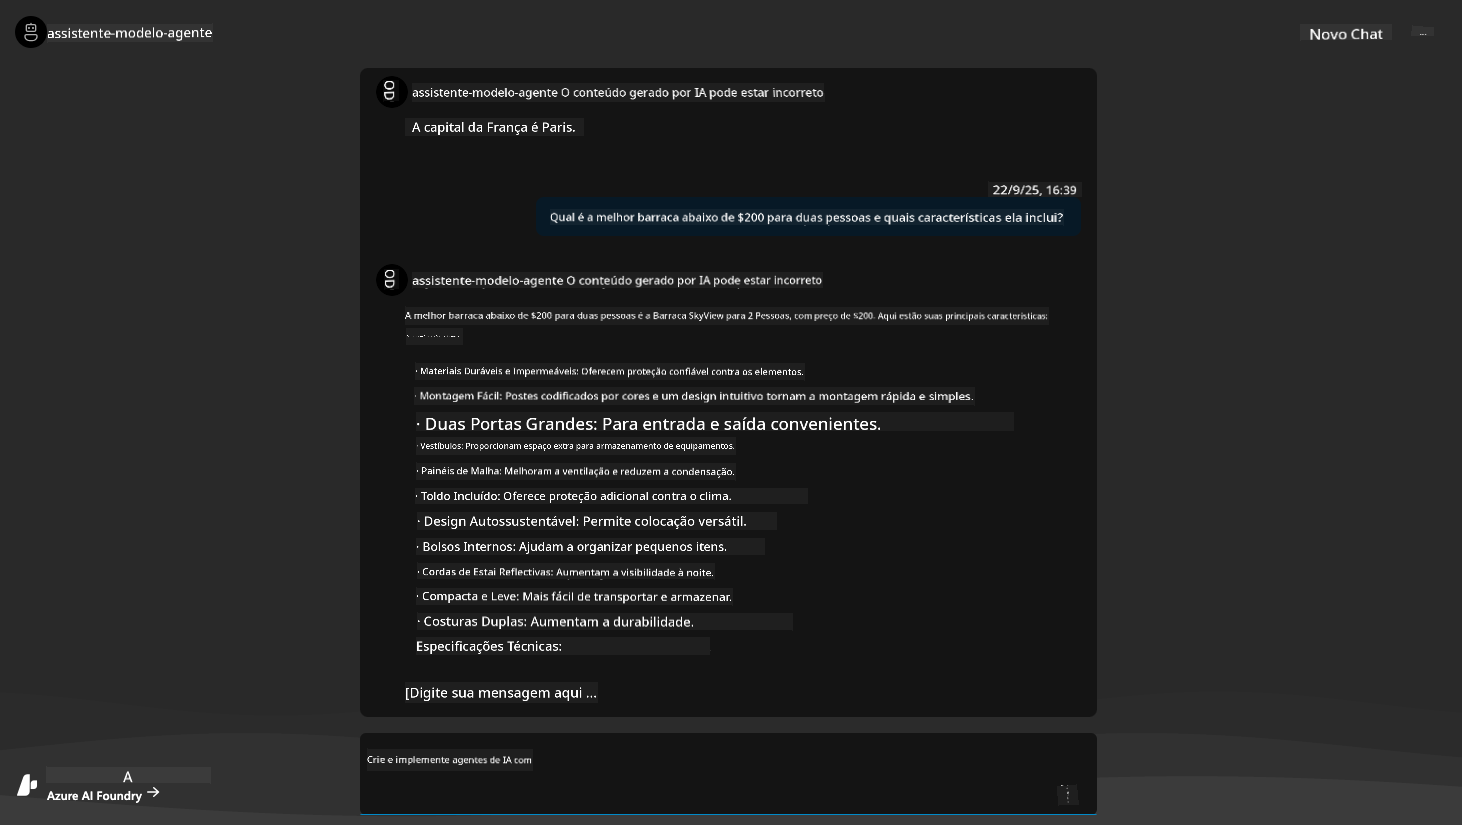 assistente-modelo-agente
Novo Chat
...
assistente-modelo-agente O conteúdo gerado por IA pode estar incorreto
A capital da França é Paris.
22/9/25, 16:39
Qual é a melhor barraca abaixo de $200 para duas pessoas e quais características ela inclui?
assistente-modelo-agente O conteúdo gerado por IA pode estar incorreto
A melhor barraca abaixo de $200 para duas pessoas é a Barraca SkyView para 2 Pessoas, com preço de $200. Aqui estão suas principais características:
· Materiais Duráveis e Impermeáveis: Oferecem proteção confiável contra os elementos.
· Montagem Fácil: Postes codificados por cores e um design intuitivo tornam a montagem rápida e simples.
· Duas Portas Grandes: Para entrada e saída convenientes.
· Vestíbulos: Proporcionam espaço extra para armazenamento de equipamentos.
· Painéis de Malha: Melhoram a ventilação e reduzem a condensação.
· Toldo Incluído: Oferece proteção adicional contra o clima.
· Design Autossustentável: Permite colocação versátil.
· Bolsos Internos: Ajudam a organizar pequenos itens.
· Cordas de Estai Reflectivas: Aumentam a visibilidade à noite.
· Compacta e Leve: Mais fácil de transportar e armazenar.
· Costuras Duplas: Aumentam a durabilidade.
Especificações Técnicas:
[Digite sua mensagem aqui ...
Crie e implemente agentes de IA com
A
Azure AI Foundry →